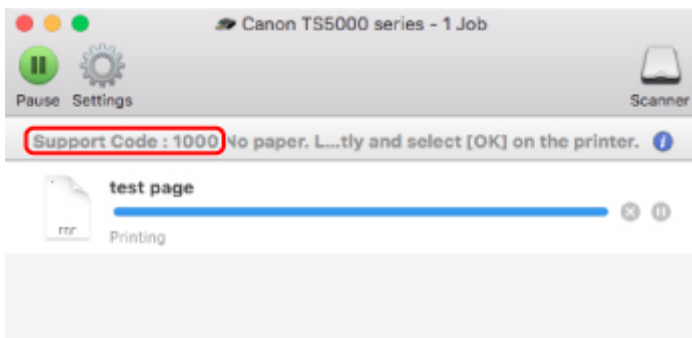 Canon TS5000 series - 1 Job
Pause Settings Scanner
Support Code : 1000 No paper. L...tly and select [OK] on the printer.
test page
Printing